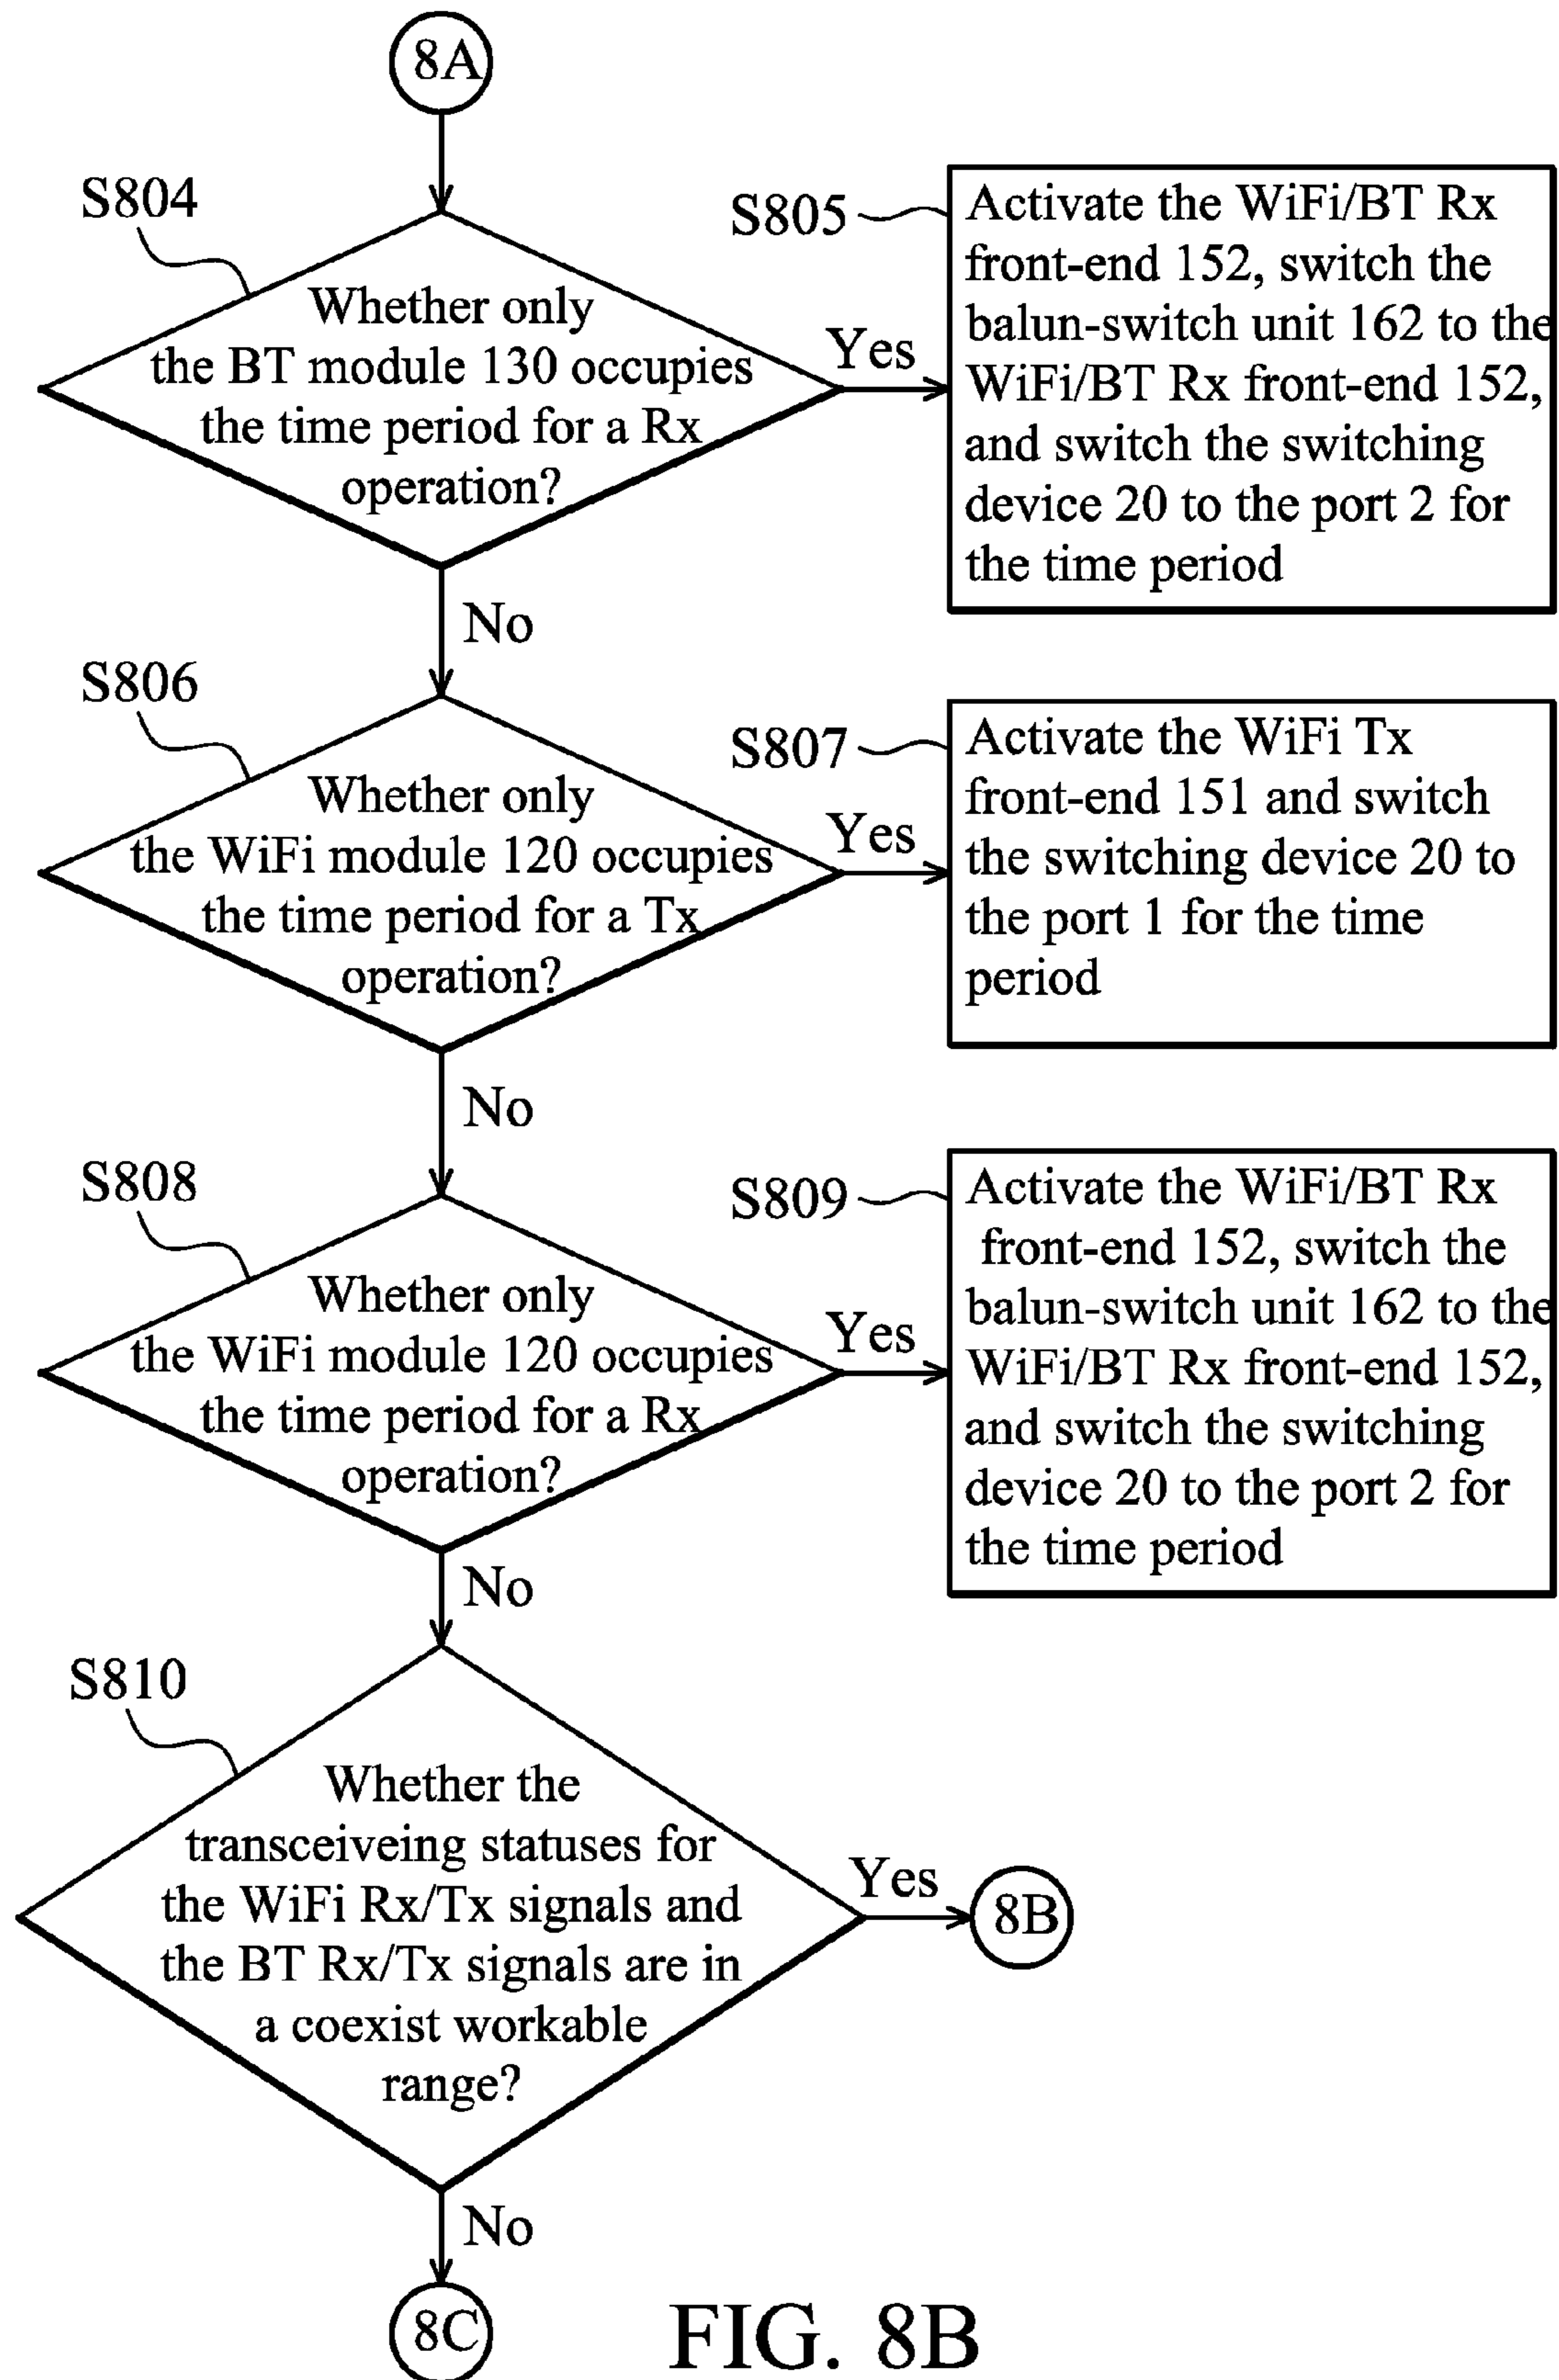 8A
S804
Whether only
the BT module 130 occupies
the time period for a Rx
operation?
Yes
S805
Activate the WiFi/BT Rx
front-end 152, switch the
balun-switch unit 162 to the
WiFi/BT Rx front-end 152,
and switch the switching
device 20 to the port 2 for
the time period
No
S806
Whether only
the WiFi module 120 occupies
the time period for a Tx
operation?
Yes
S807
Activate the WiFi Tx
front-end 151 and switch
the switching device 20 to
the port 1 for the time
period
No
S808
Whether only
the WiFi module 120 occupies
the time period for a Rx
operation?
Yes
S809
Activate the WiFi/BT Rx
front-end 152, switch the
balun-switch unit 162 to the
WiFi/BT Rx front-end 152,
and switch the switching
device 20 to the port 2 for
the time period
No
S810
Whether the
transceiveing statuses for
the WiFi Rx/Tx signals and
the BT Rx/Tx signals are in
a coexist workable
range?
Yes
8B
No
8C
FIG. 8B